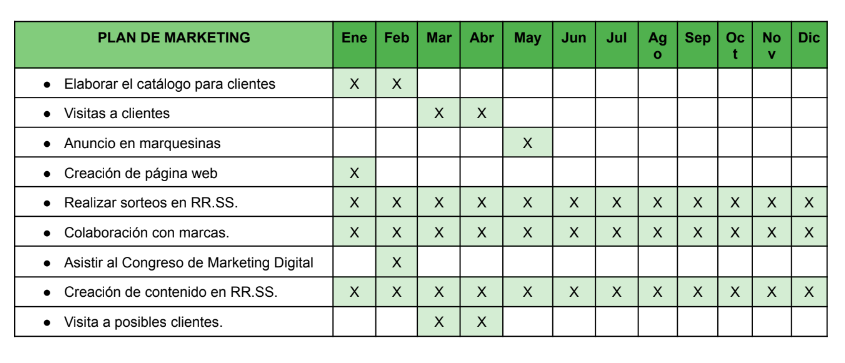 PLAN DE MARKETING Ene Feb Mar Abr May Jun Jul Ago Sep Oct Nov Dic
● Elaborar el catálogo para clientes X X
● Visitas a clientes X X
● Anuncio en marquesinas X
● Creación de página web X
● Realizar sorteos en RR.SS. X X X X X X X X X X X X
● Colaboración con marcas. X X X X X X X X X X X X
● Asistir al Congreso de Marketing Digital X
● Creación de contenido en RR.SS. X X X X X X X X X X X X
● Visita a posibles clientes. X X